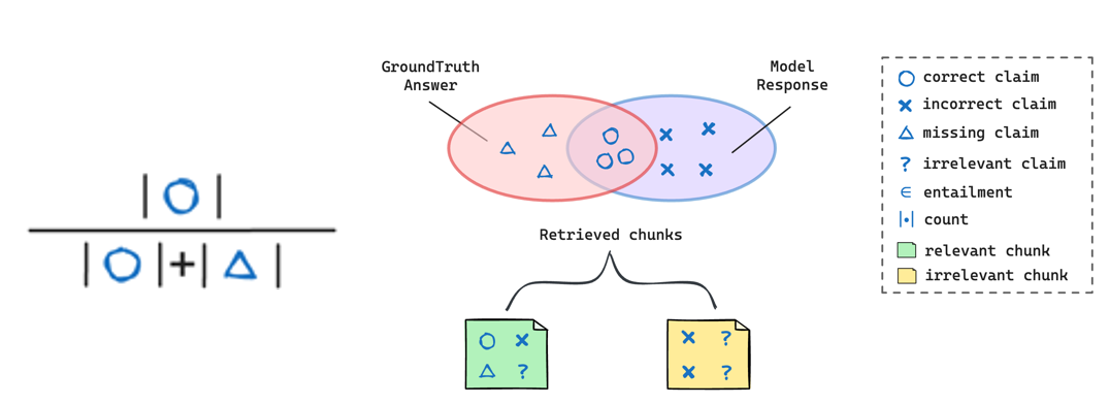 | ○ |
| ○ |+| △ |
GroundTruth
Answer
Model
Response
Retrieved chunks
correct claim
incorrect claim
missing claim
? irrelevant claim
∈ entailment
|•| count
relevant chunk
irrelevant chunk
?
?
?